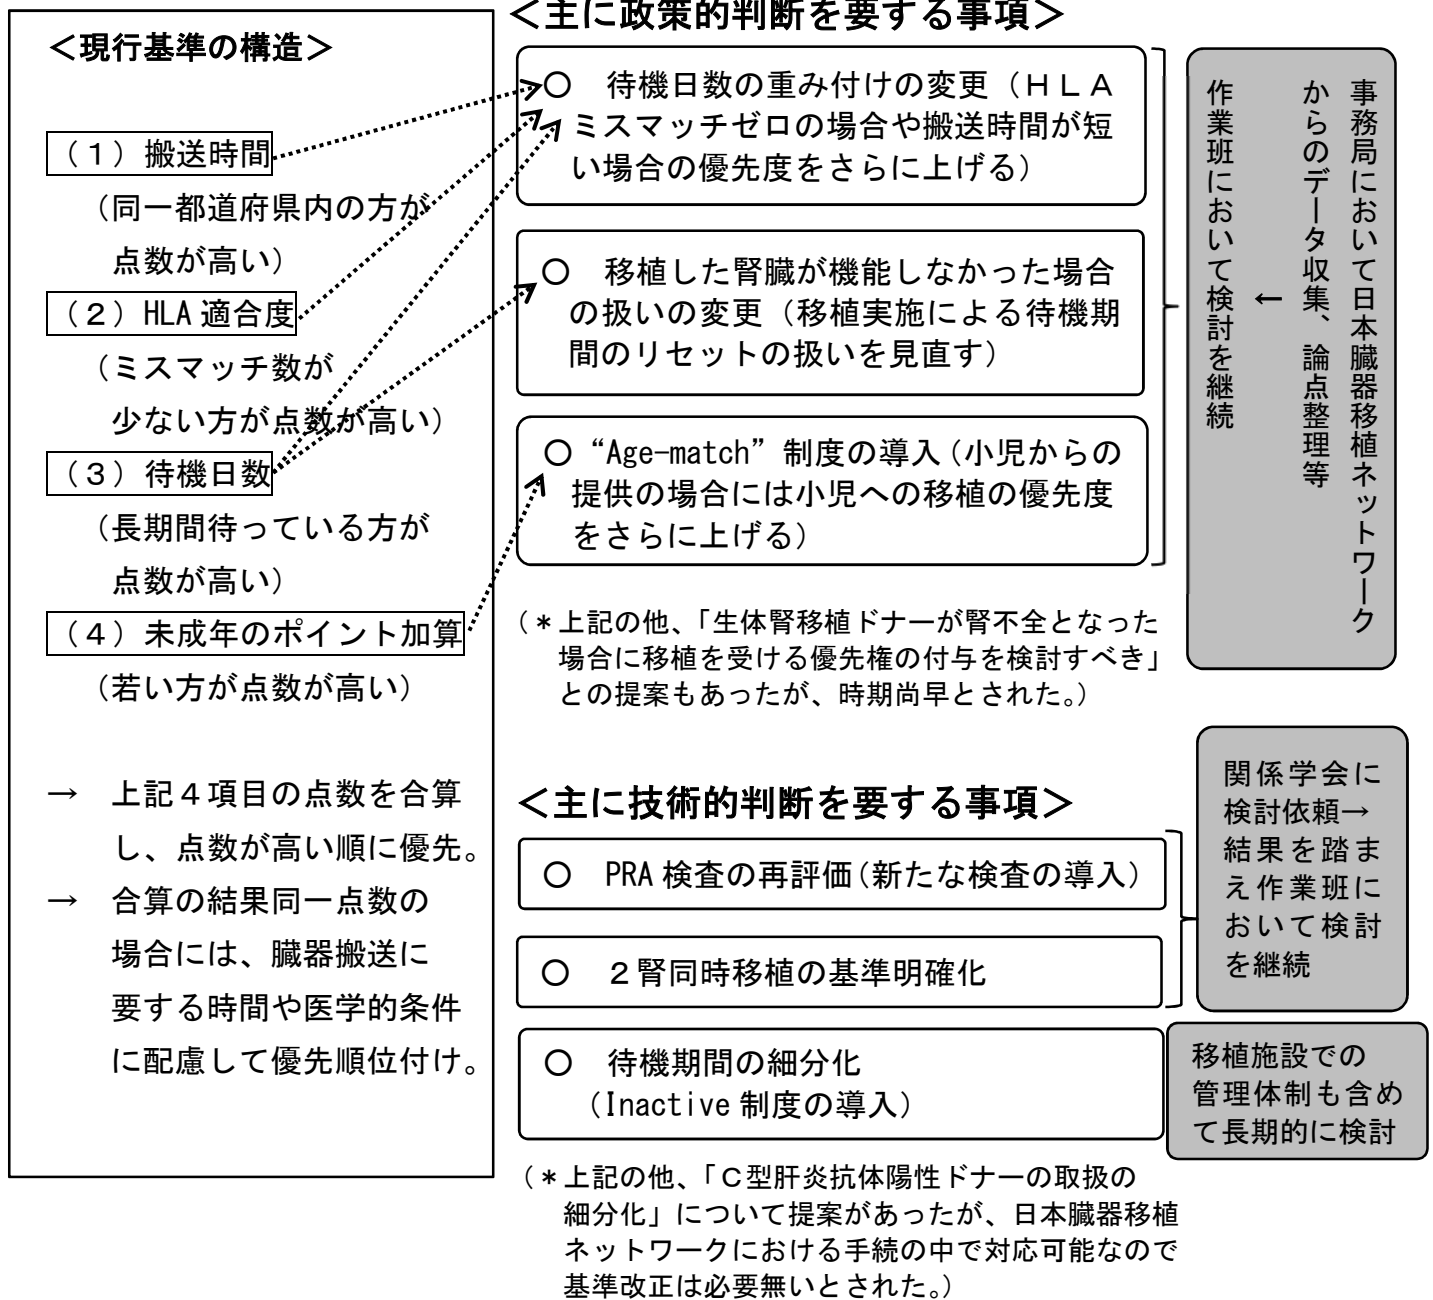 ＜現行基準の構造＞
（１）搬送時間
（同一都道府県内の方が
点数が高い）
（２）HLA 適合度
（ミスマッチ数が
少ない方が点数が高い）
（３）待機日数
（長期間待っている方が
点数が高い）
（４）未成年のポイント加算
（若い方が点数が高い）
→　上記４項目の点数を合算
し、点数が高い順に優先。
→　合算の結果同一点数の
場合には、臓器搬送に
要する時間や医学的条件
に配慮して優先順位付け。
＜主に政策的判断を要する事項＞
○　待機日数の重み付けの変更（ＨＬＡ
ミスマッチゼロの場合や搬送時間が短
い場合の優先度をさらに上げる）
○　移植した腎臓が機能しなかった場合
の扱いの変更（移植実施による待機期
間のリセットの扱いを見直す）
○ “Age-match” 制度の導入（小児からの
提供の場合には小児への移植の優先度
をさらに上げる）
事務局において日本臓器移植ネットワーク
からのデータ収集、論点整理等
←
作業班において検討を継続
（＊上記の他、「生体腎移植ドナーが腎不全となった
場合に移植を受ける優先権の付与を検討すべき」
との提案もあったが、時期尚早とされた。）
＜主に技術的判断を要する事項＞
○　PRA 検査の再評価（新たな検査の導入）
○　２腎同時移植の基準明確化
関係学会に
検討依頼→
結果を踏ま
え作業班に
おいて検討
を継続
○　待機期間の細分化
（Inactive 制度の導入）
移植施設での
管理体制も含め
て長期的に検討
（＊上記の他、「Ｃ型肝炎抗体陽性ドナーの取扱の
細分化」について提案があったが、日本臓器移植
ネットワークにおける手続の中で対応可能なので
基準改正は必要無いとされた。）